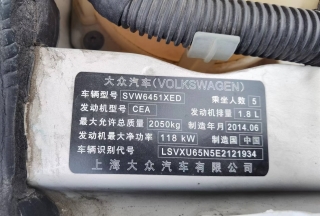 大众汽车(VOLKSWAGEN)
车辆型号 SVW6451XED 乘坐人数 5
发动机型号 CEA 发动机排量 1.8 L
最大允许总质量 2050kg 制造年月 2014.06
发动机最大净功率 118 kW 制造国 中国
车辆识别代号 LSVXU65N5E2121934
上海大众汽车有限公司